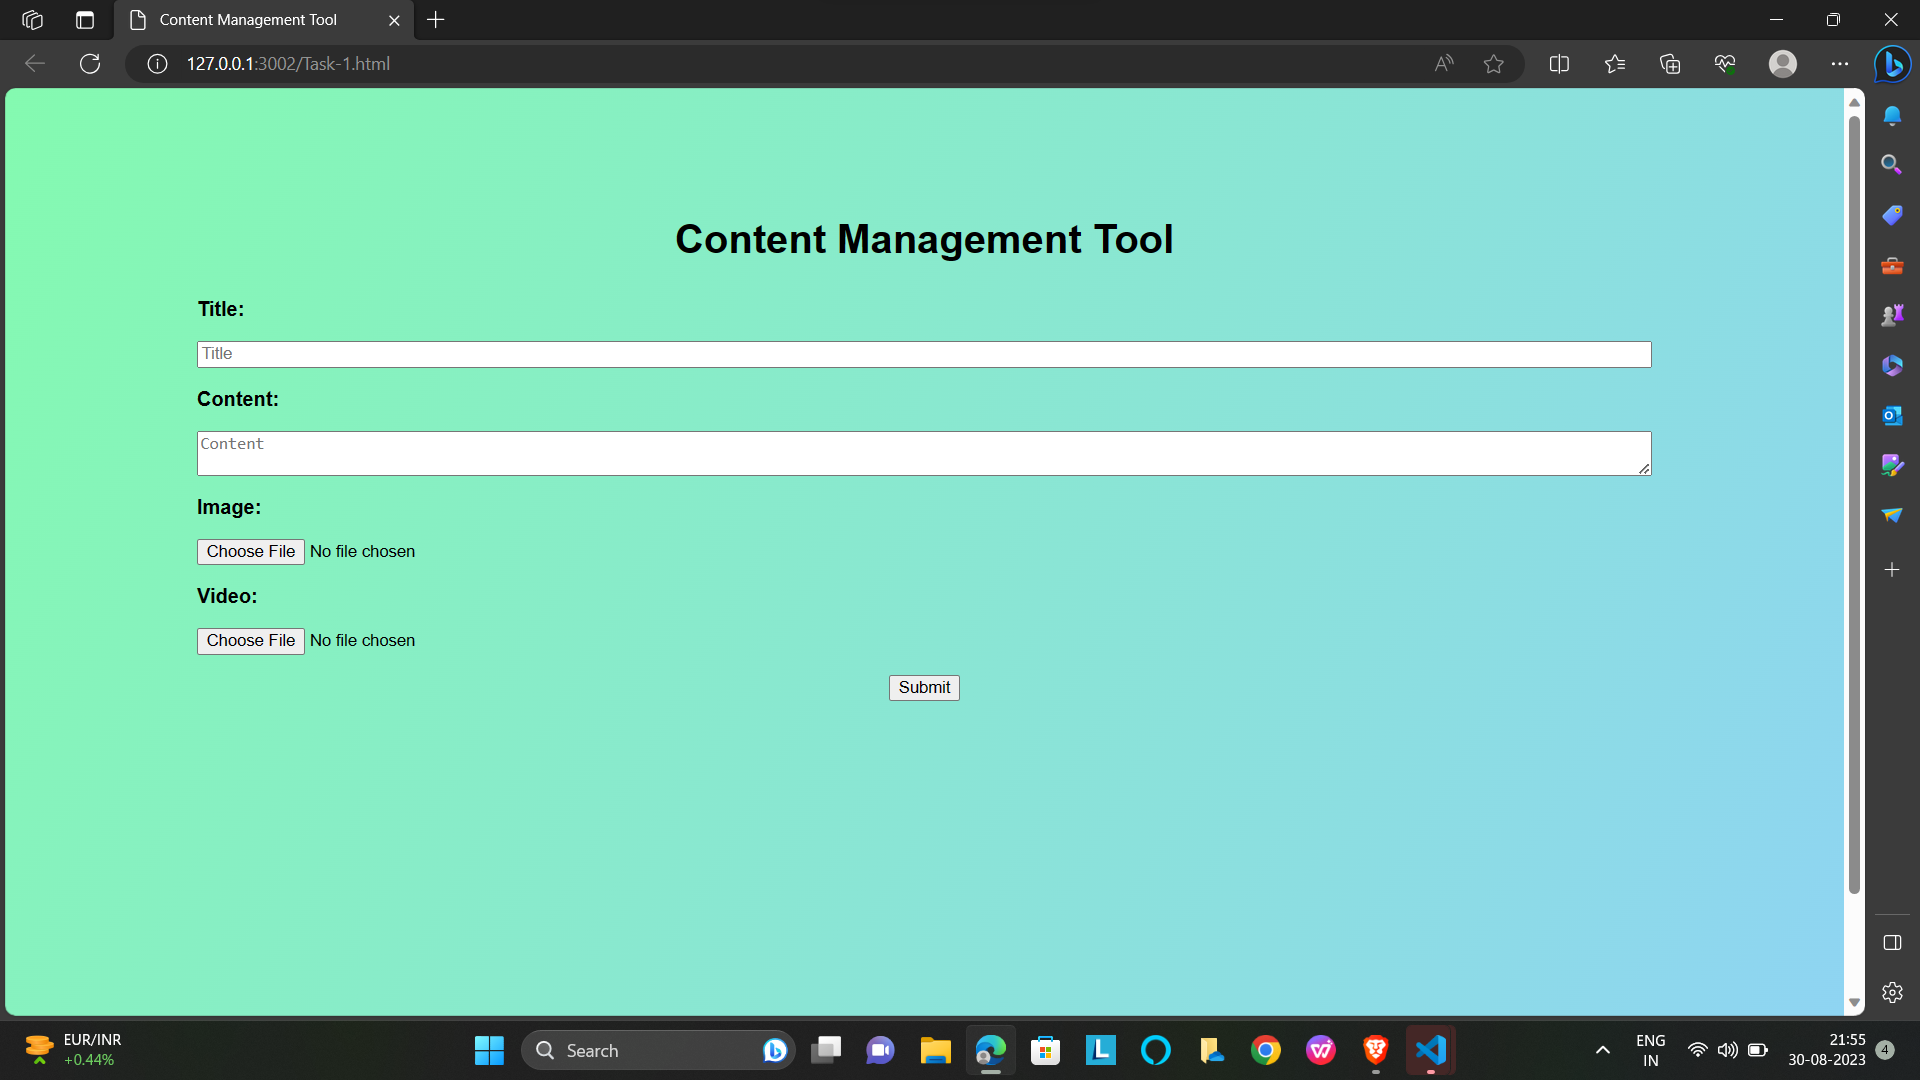 Content Management Tool
127.0.0.1:3002/Task-1.html
Content Management Tool
Title:
Title
Content:
Content
Image:
Choose File No file chosen
Video:
Choose File No file chosen
Submit
EUR/INR
+0.44%
Search
ENG
IN
21:55
30-08-2023
4